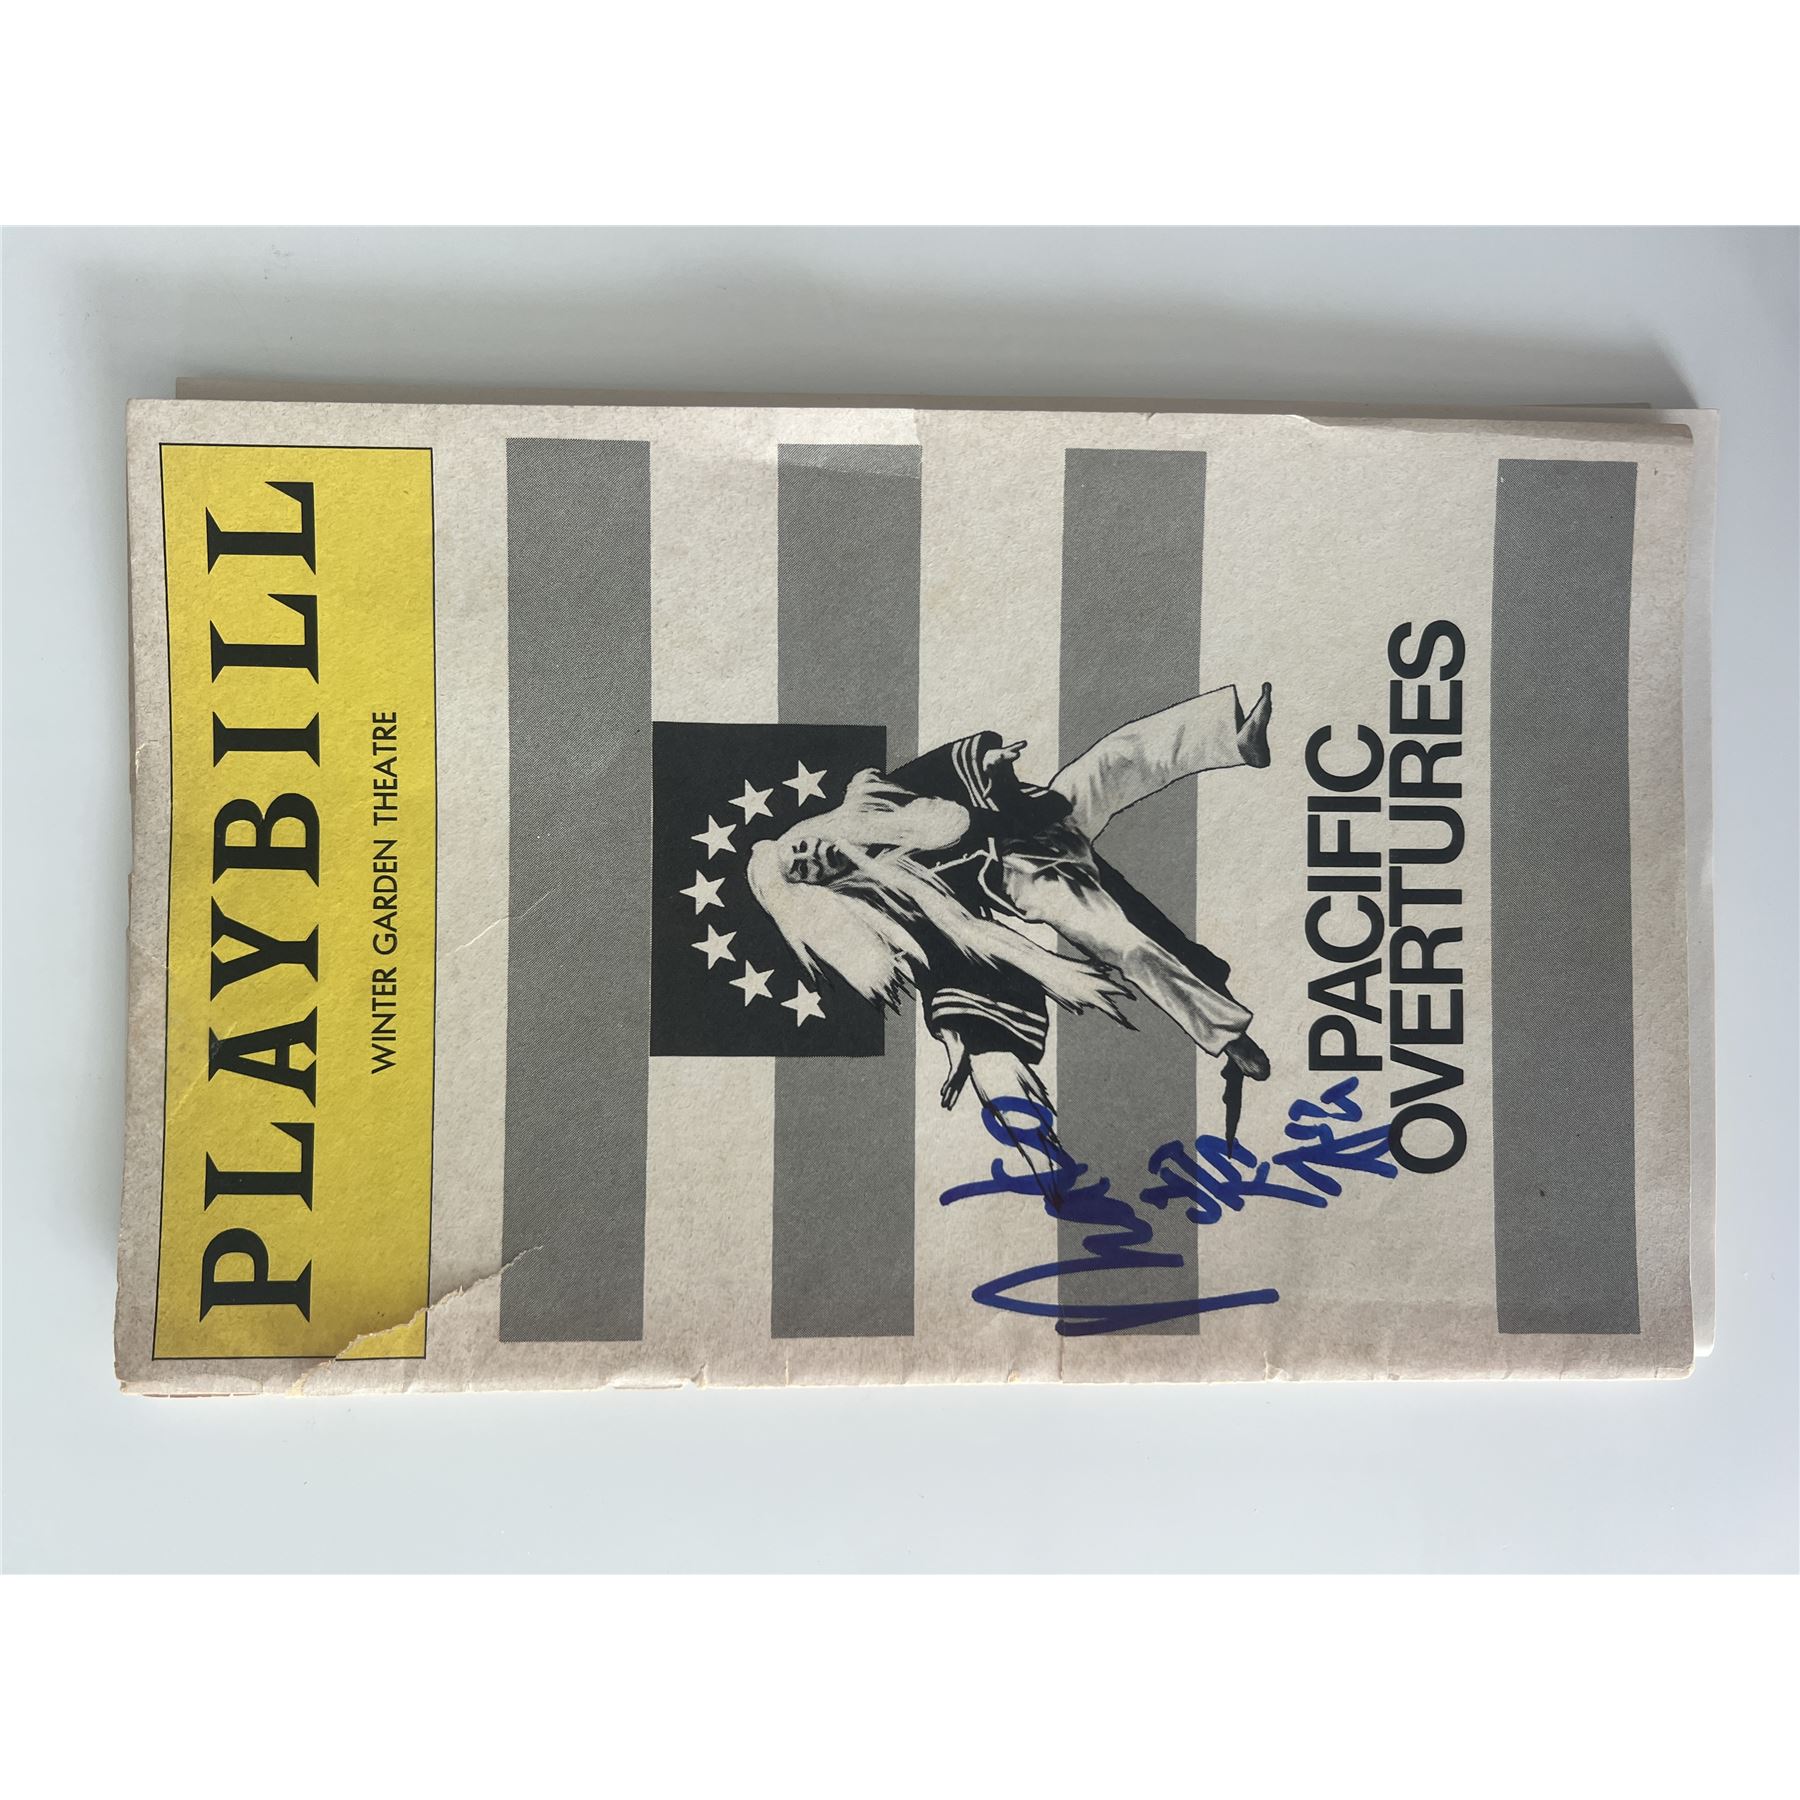 PLAYBILL
WINTER GARDEN THEATRE
PACIFIC
OVERTURES